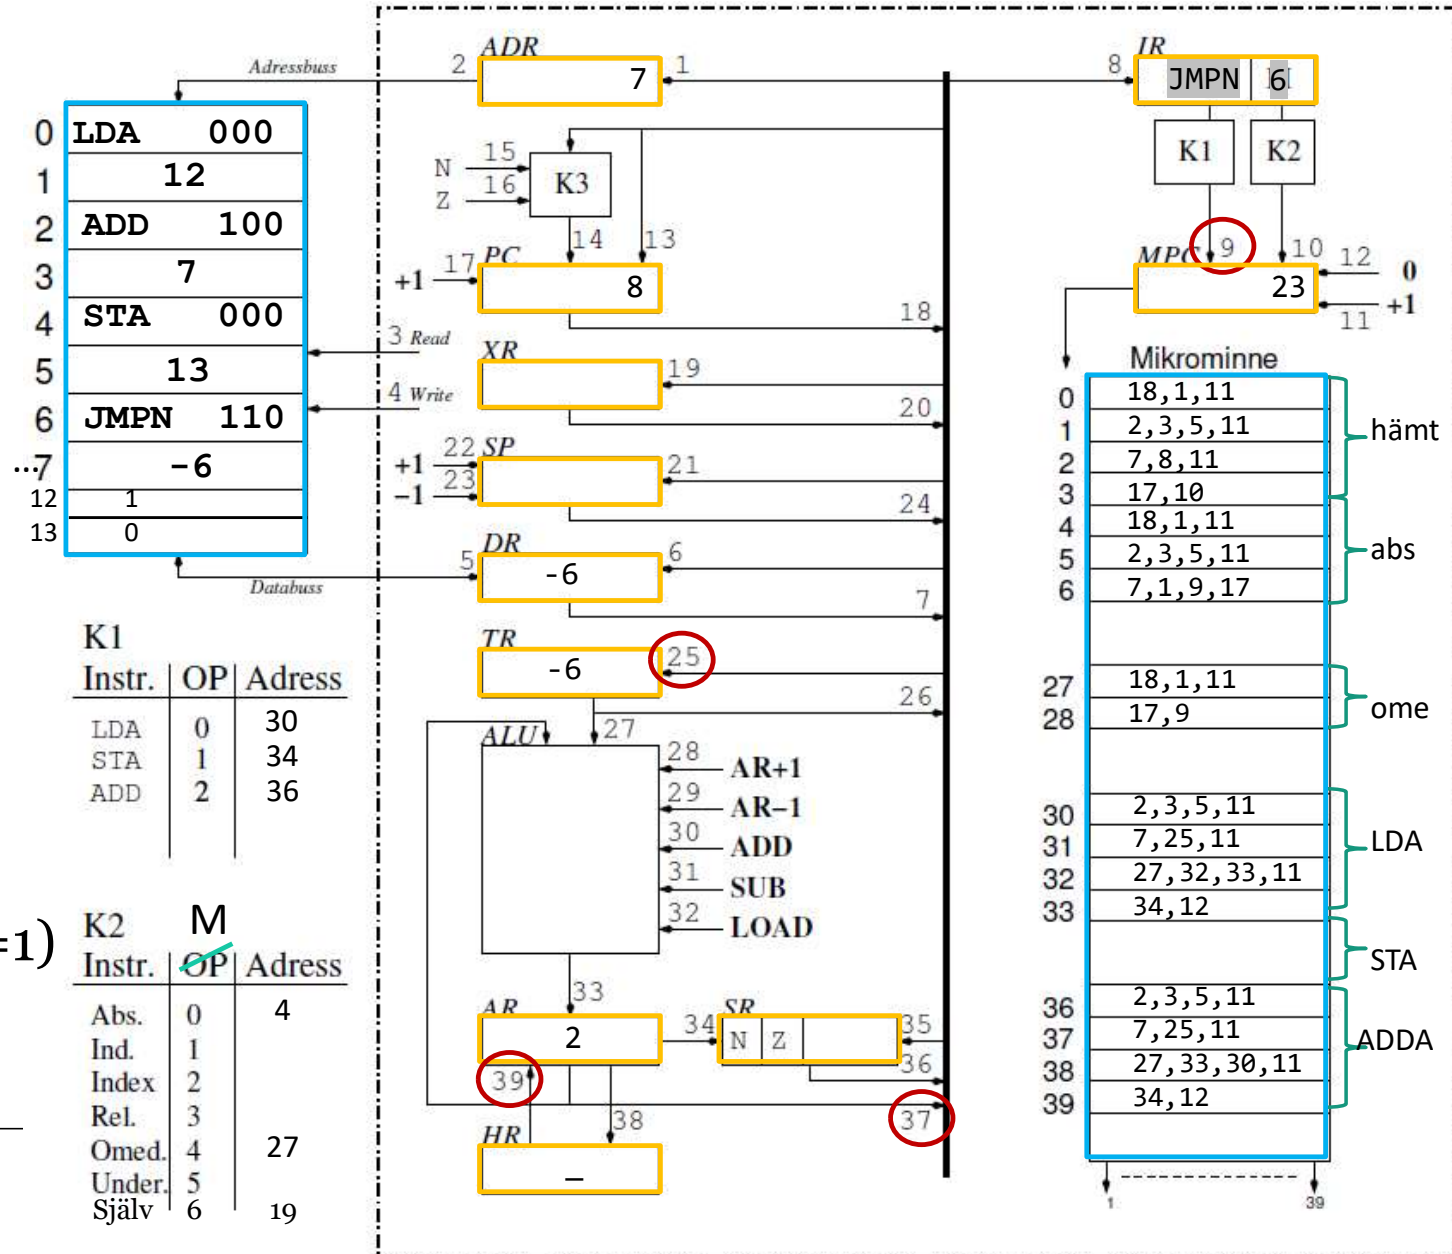 Adressbuss
2
ADR
7
1
8
IR
JMPN 6
0 LDA 000
1 12
2 ADD 100
3 7
4 STA 000
5 13
6 JMPN 110
...7 -6
12 1
13 0
Databuss
N 15
Z 16
K3
14
13
17
+1
PC
8
18
3 Read
4 Write
XR
19
20
22
+1
23
−1
SP
21
24
5
DR
-6
6
7
TR
-6
25
26
27
ALU
28 AR+1
29 AR−1
30 ADD
31 SUB
32 LOAD
33
AR
2
34
SR
N Z
35
36
37
39
38
HR
–
K1 K2
9
10
12
0
MPC
23
11
+1
Mikrominne
0 18,1,11
1 2,3,5,11
2 7,8,11
3 17,10
hämt
4 18,1,11
5 2,3,5,11
6 7,1,9,17
abs
27 18,1,11
28 17,9
ome
30 2,3,5,11
31 7,25,11
32 27,32,33,11
33 34,12
LDA
STA
36 2,3,5,11
37 7,25,11
38 27,33,30,11
39 34,12
ADDA
1 39
K1
Instr. OP Adress
LDA 0 30
STA 1 34
ADD 2 36
=1)
K2 M
Instr. OP Adress
Abs. 0 4
Ind. 1
Index 2
Rel. 3
Omed. 4 27
Under. 5
Själv 6 19